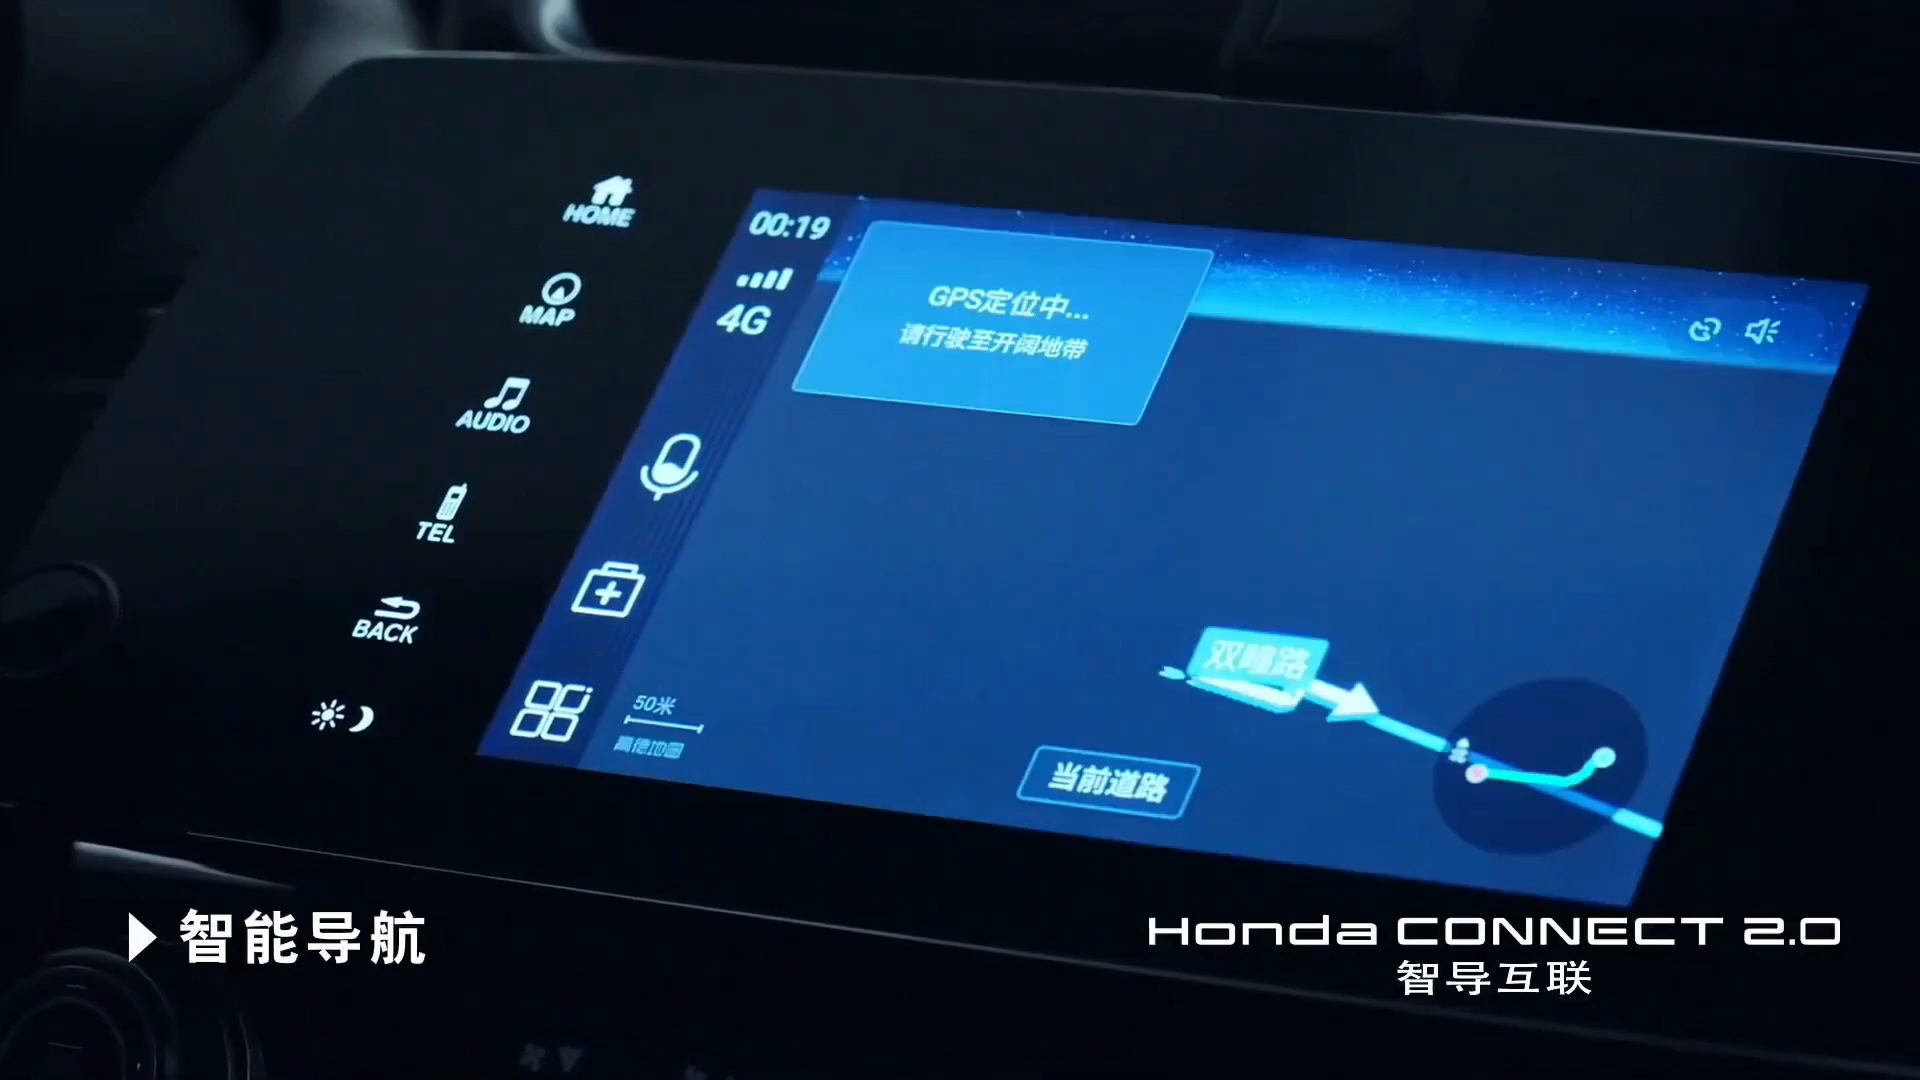 HOME
MAP
AUDIO
TEL
BACK
00:19
4G
GPS定位中...
请行驶至开阔地带
双嶂路
50米
高德地图
当前道路
智能导航
Honda CONNECT 2.0
智导互联